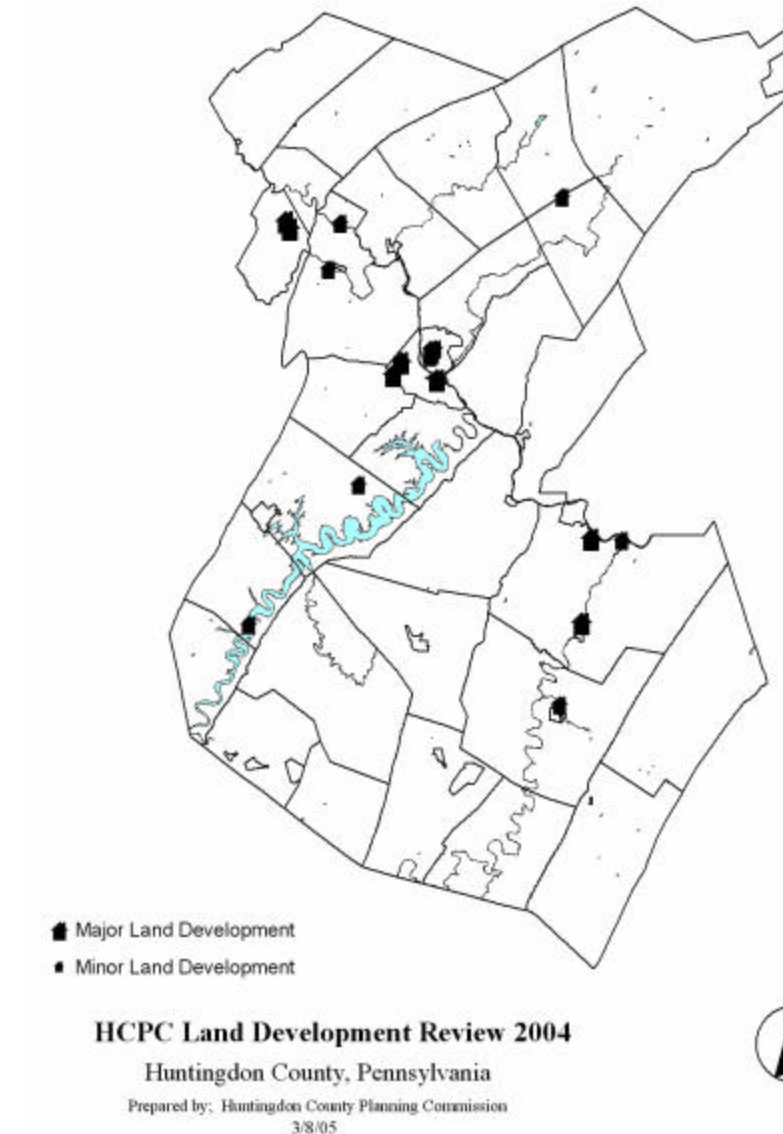 Major Land Development
Minor Land Development
HCPC Land Development Review 2004
Huntingdon County, Pennsylvania
Prepared by; Huntingdon County Planning Commission
3/8/05